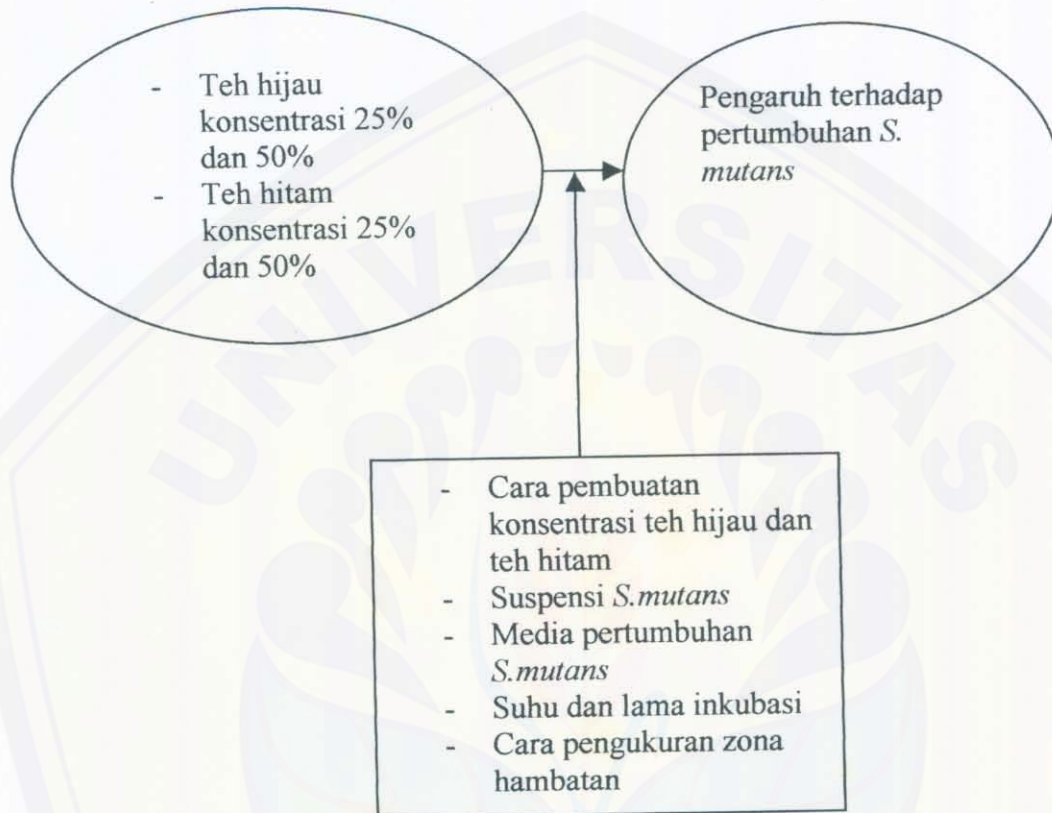 - Teh hijau
konsentrasi 25%
dan 50%
- Teh hitam
konsentrasi 25%
dan 50%
Pengaruh terhadap
pertumbuhan S.
mutans
- Cara pembuatan
konsentrasi teh hijau dan
teh hitam
- Suspensi S.mutans
- Media pertumbuhan
S.mutans
- Suhu dan lama inkubasi
- Cara pengukuran zona
hambatan
UNIVERSITAS